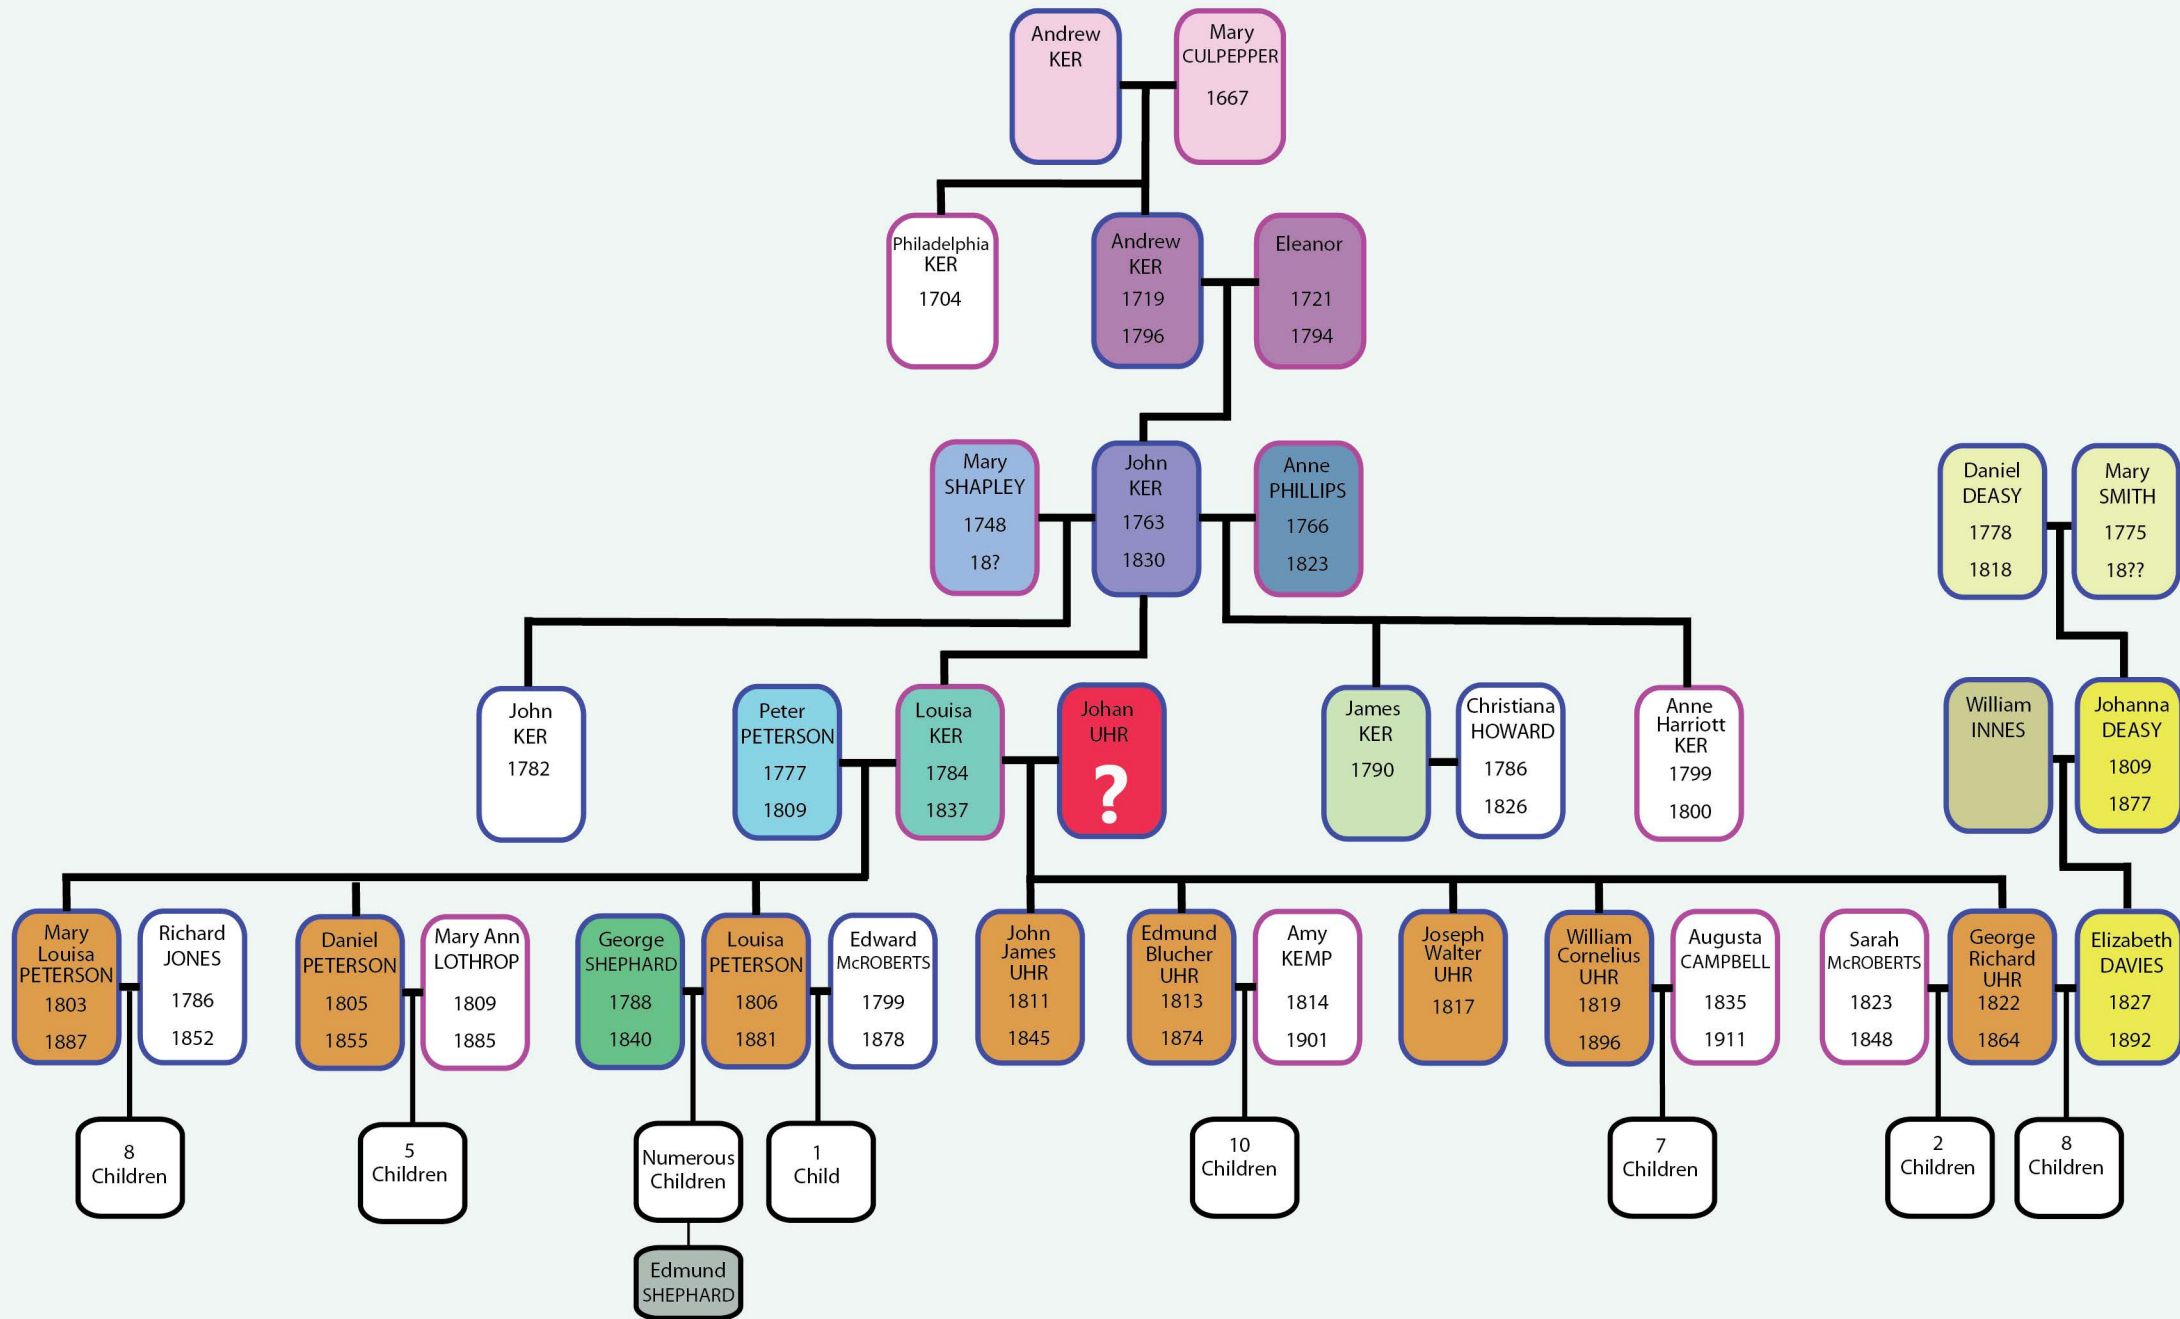 Andrew
KER
Mary
CULPEPPER
1667
Philadelphia
KER
1704
Andrew
KER
1719
1796
Eleanor
1721
1794
Mary
SHAPLEY
1748
18?
John
KER
1763
1830
Anne
PHILLIPS
1766
1823
Daniel
DEASY
1778
1818
Mary
SMITH
1775
18??
John
KER
1782
Peter
PETERSON
1777
1809
Louisa
KER
1784
1837
Johan
UHR
?
James
KER
1790
Christiana
HOWARD
1786
1826
Anne
Harriott
KER
1799
1800
William
INNES
Johanna
DEASY
1809
1877
Mary
Louisa
PETERSON
1803
1887
Richard
JONES
1786
1852
Daniel
PETERSON
1805
1855
Mary Ann
LOTHROP
1809
1885
George
SHEPHARD
1788
1840
Louisa
PETERSON
1806
1881
Edward
McROBERTS
1799
1878
John
James
UHR
1811
1845
Edmund
Blucher
UHR
1813
1874
Amy
KEMP
1814
1901
Joseph
Walter
UHR
1817
William
Cornelius
UHR
1819
1896
Augusta
CAMPBELL
1835
1911
Sarah
McROBERTS
1823
1848
George
Richard
UHR
1822
1864
Elizabeth
DAVIES
1827
1892
8
Children
5
Children
Numerous
Children
1
Child
10
Children
7
Children
2
Children
8
Children
Edmund
SHEPHARD